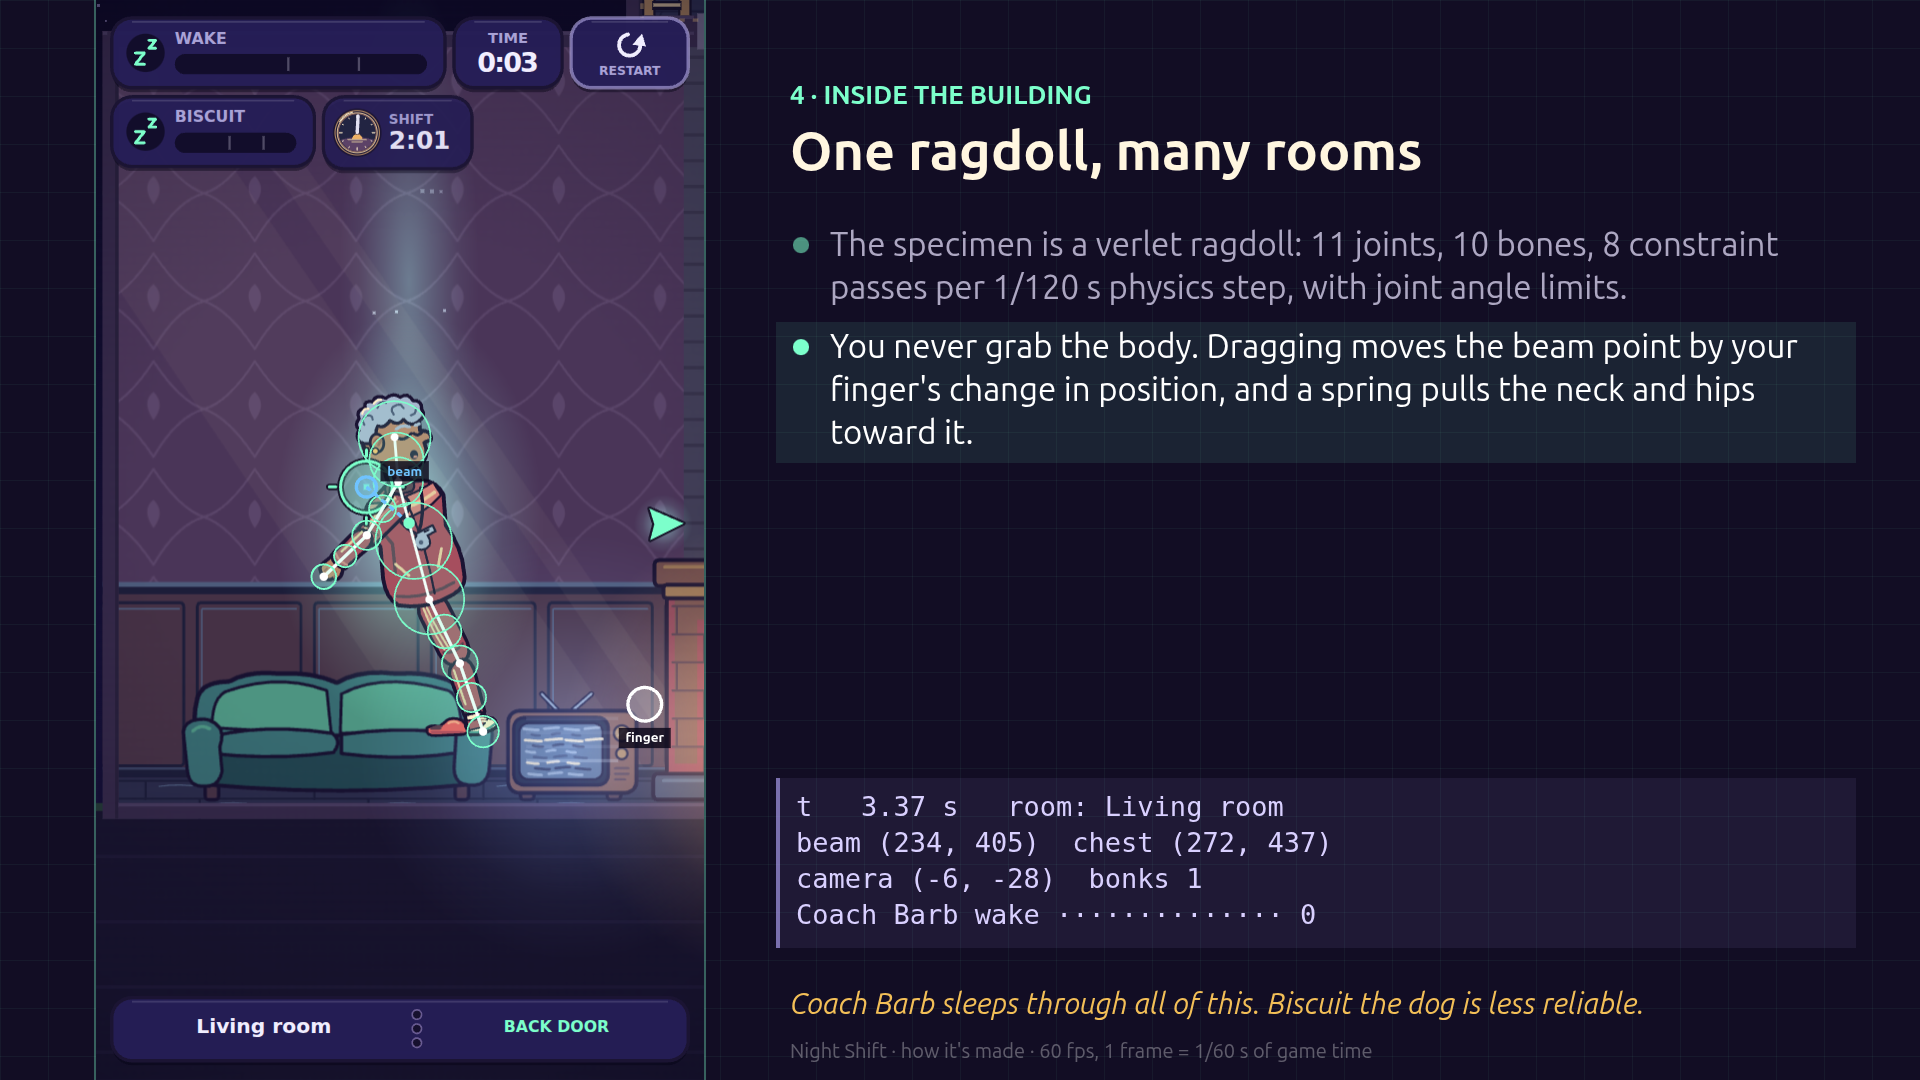 WAKE
TIME
0:03
RESTART
BISCUIT
SHIFT
2:01
beam
finger
Living room
BACK DOOR
4 · INSIDE THE BUILDING
One ragdoll, many rooms
The specimen is a verlet ragdoll: 11 joints, 10 bones, 8 constraint
passes per 1/120 s physics step, with joint angle limits.
You never grab the body. Dragging moves the beam point by your
finger's change in position, and a spring pulls the neck and hips
toward it.
t 3.37 s room: Living room
beam (234, 405) chest (272, 437)
camera (-6, -28) bonks 1
Coach Barb wake ·············· 0
Coach Barb sleeps through all of this. Biscuit the dog is less reliable.
Night Shift · how it's made · 60 fps, 1 frame = 1/60 s of game time